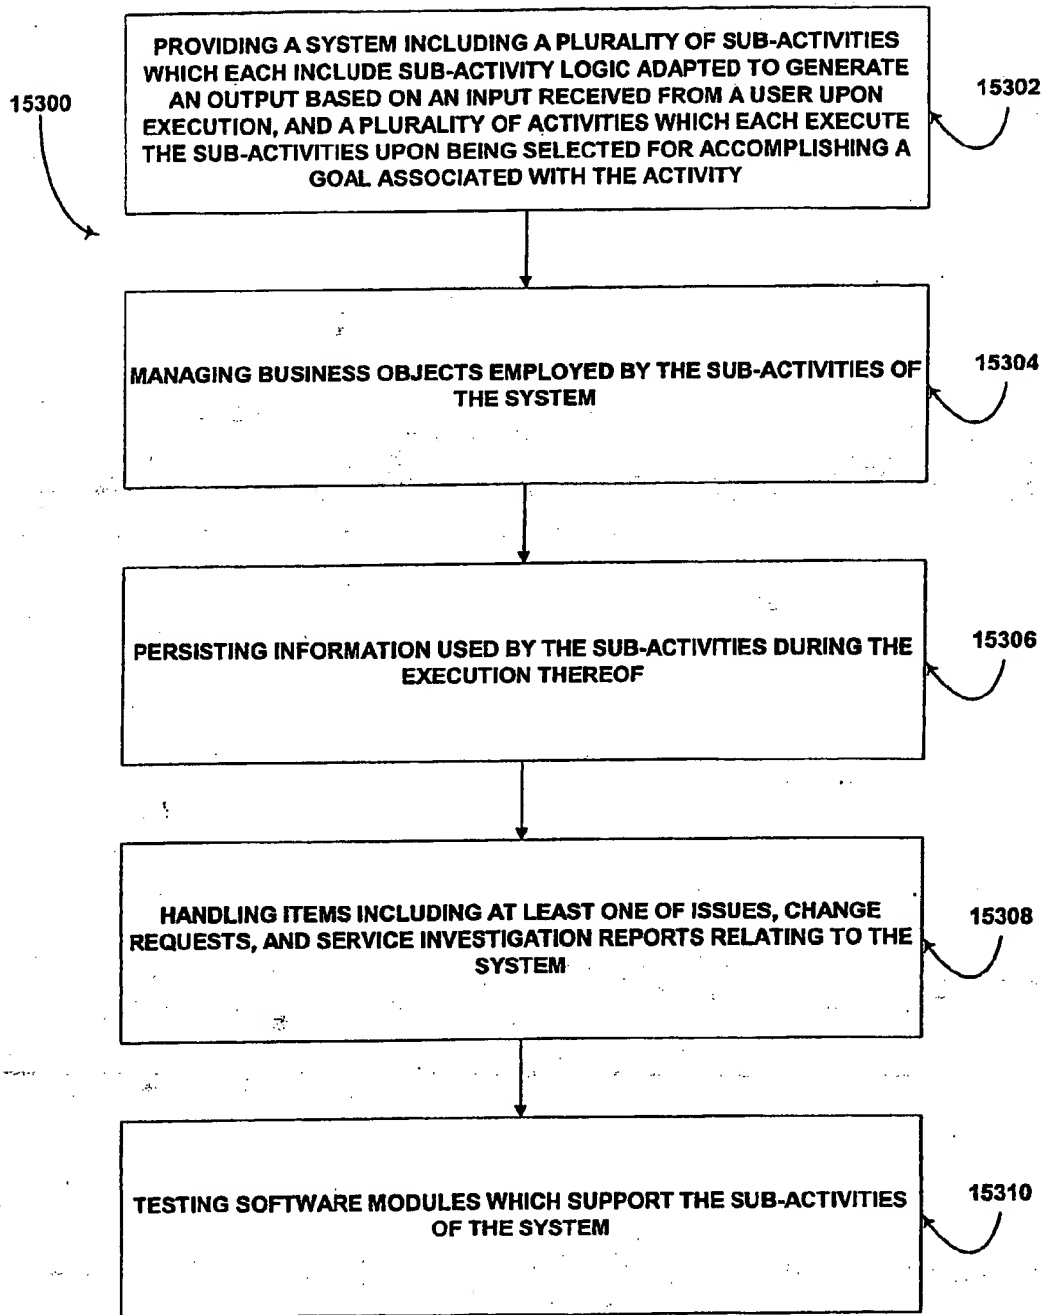 PROVIDING A SYSTEM INCLUDING A PLURALITY OF SUB-ACTIVITIES
WHICH EACH INCLUDE SUB-ACTIVITY LOGIC ADAPTED TO GENERATE
AN OUTPUT BASED ON AN INPUT RECEIVED FROM A USER UPON
EXECUTION, AND A PLURALITY OF ACTIVITIES WHICH EACH EXECUTE
THE SUB-ACTIVITIES UPON BEING SELECTED FOR ACCOMPLISHING A
GOAL ASSOCIATED WITH THE ACTIVITY
15300
15302
MANAGING BUSINESS OBJECTS EMPLOYED BY THE SUB-ACTIVITIES OF
THE SYSTEM
15304
PERSISTING INFORMATION USED BY THE SUB-ACTIVITIES DURING THE
EXECUTION THEREOF
15306
HANDLING ITEMS INCLUDING AT LEAST ONE OF ISSUES, CHANGE
REQUESTS, AND SERVICE INVESTIGATION REPORTS RELATING TO THE
SYSTEM
15308
TESTING SOFTWARE MODULES WHICH SUPPORT THE SUB-ACTIVITIES
OF THE SYSTEM
15310